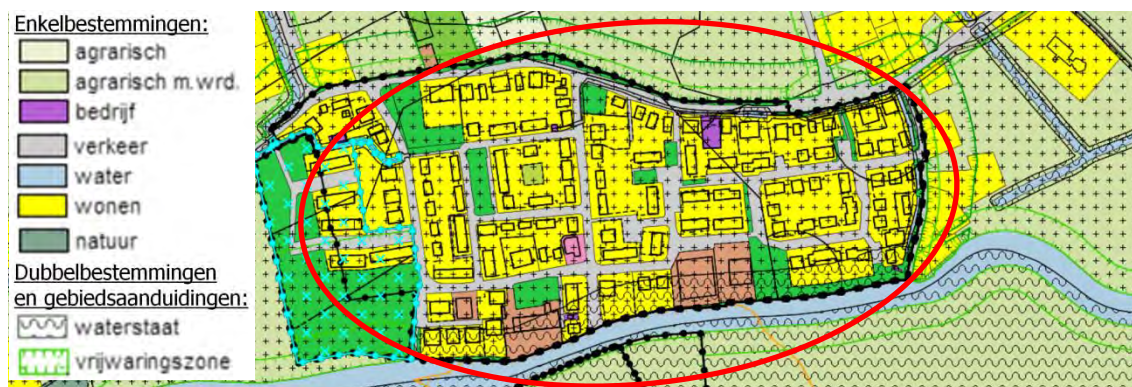 Enkelbestemmingen:
agrarisch
agrarisch m.wrd.
bedrijf
verkeer
water
wonen
natuur
Dubbelbestemmingen
en gebiedsaanduidingen:
waterstaat
vrijwaringszone